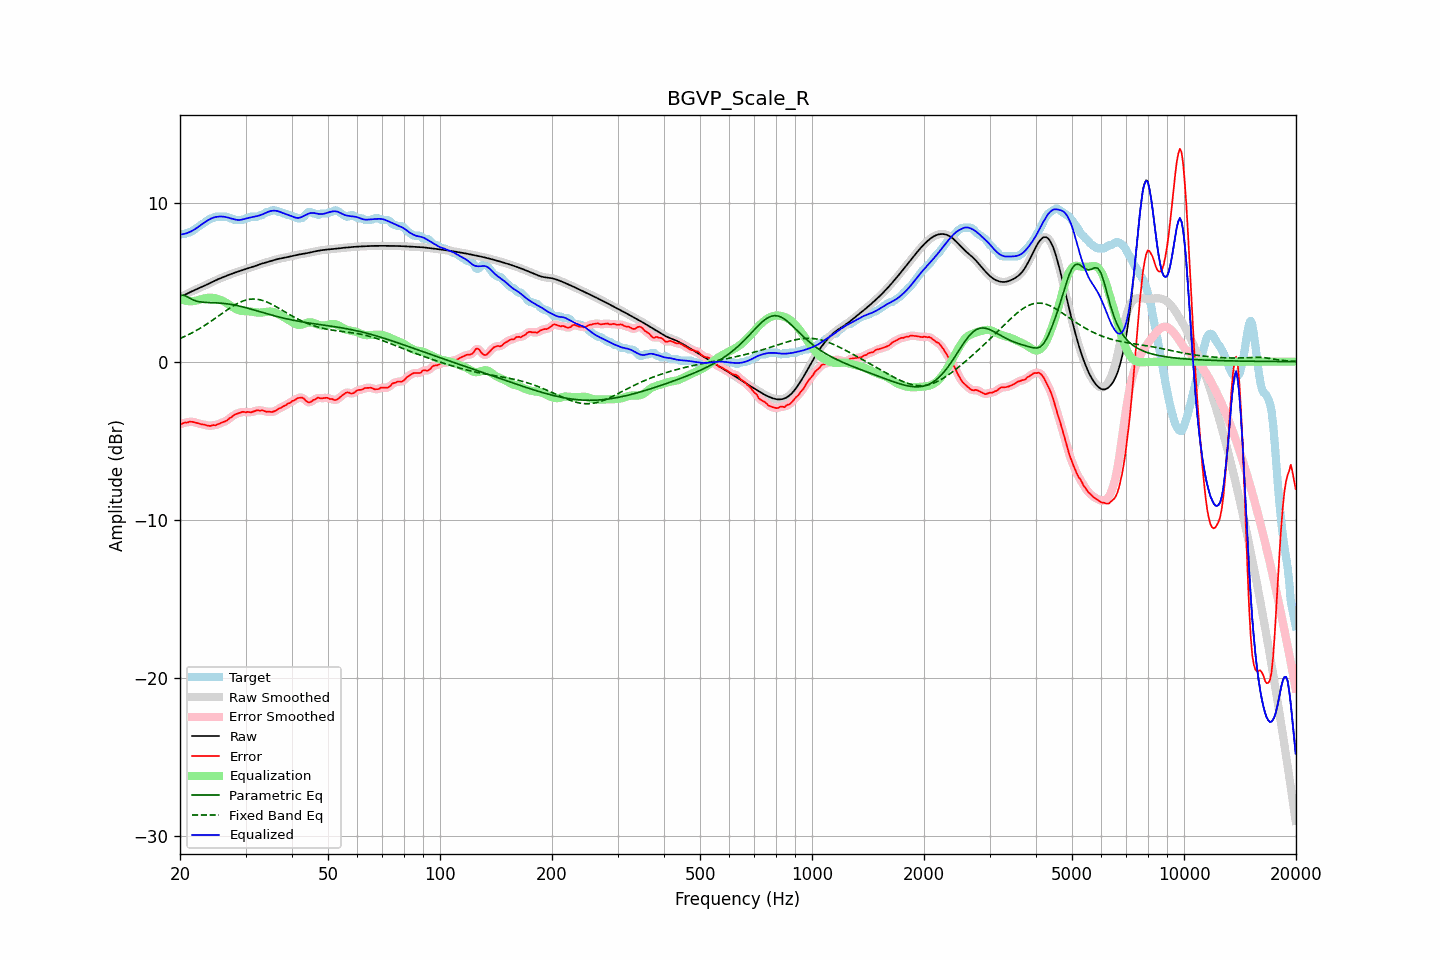 BGVP_Scale_R
Amplitude (dBr)
10
0
−10
−20
−30
Target
Raw Smoothed
Error Smoothed
Raw
Error
Equalization
Parametric Eq
Fixed Band Eq
Equalized
20 50 100 200 500 1000 2000 5000 10000 20000
Frequency (Hz)